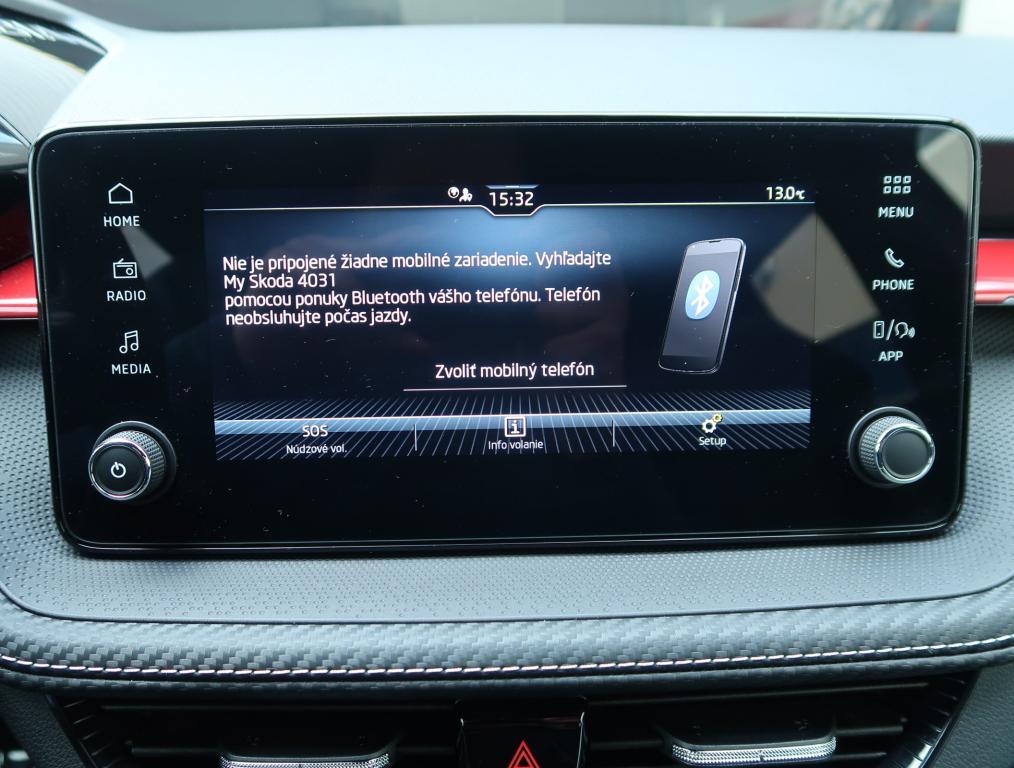 15:32
13.0°C
HOME
RADIO
MEDIA
MENU
PHONE
APP
Nie je pripojené žiadne mobilné zariadenie. Vyhľadajte
My Skoda 4031
pomocou ponuky Bluetooth vášho telefónu. Telefón
neobsluhujte počas jazdy.
Zvoliť mobilný telefón
SOS
Núdzové vol.
Info volanie
Setup